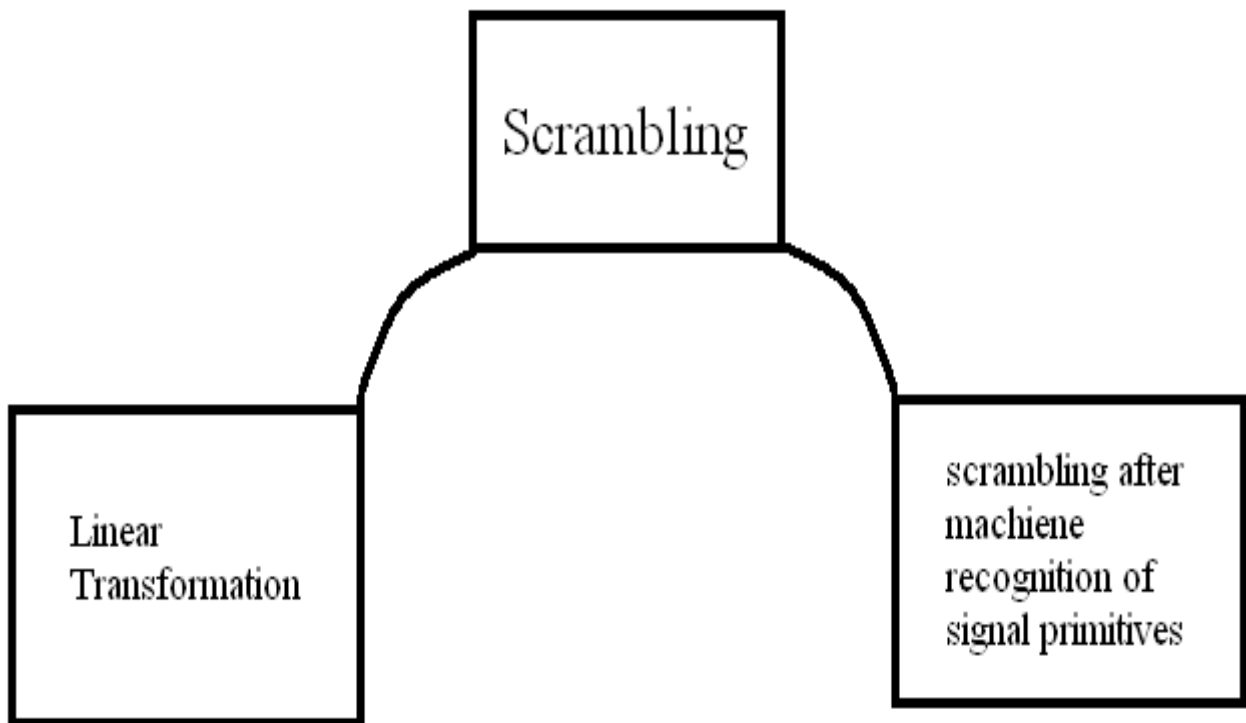 Scrambling
Linear
Transformation
scrambling after
machiene
recognition of
signal primitives